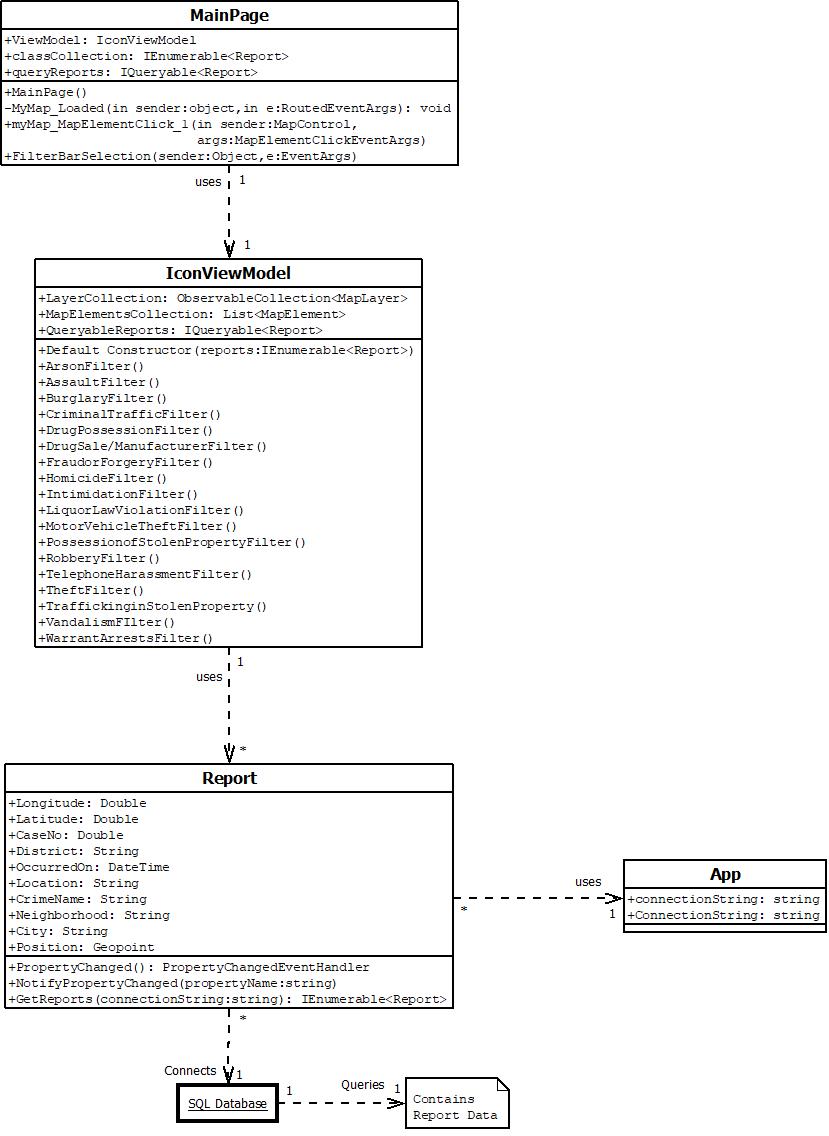 MainPage
+ViewModel: IconViewModel
+classCollection: IEnumerable<Report>
+queryReports: IQueryable<Report>
+MainPage()
-MyMap_Loaded(in sender:object,in e:RoutedEventArgs): void
+myMap_MapElementClick_1(in sender:MapControl,
args:MapElementClickEventArgs)
+FilterBarSelection(sender:Object,e:EventArgs)
uses
1
1
IconViewModel
+LayerCollection: ObservableCollection<MapLayer>
+MapElementsCollection: List<MapElement>
+QueryableReports: IQueryable<Report>
+Default Constructor(reports:IEnumerable<Report>)
+ArsonFilter()
+AssaultFilter()
+BurglaryFilter()
+CriminalTrafficFilter()
+DrugPossessionFilter()
+DrugSale/ManufacturerFilter()
+FraudorForgeryFilter()
+HomicideFilter()
+IntimidationFilter()
+LiquorLawViolationFilter()
+MotorVehicleTheftFilter()
+PossessionofStolenPropertyFilter()
+RobberyFilter()
+TelephoneHarassmentFilter()
+TheftFilter()
+TraffickinginStolenProperty()
+VandalismFIlter()
+WarrantArrestsFilter()
1
uses
*
Report
+Longitude: Double
+Latitude: Double
+CaseNo: Double
+District: String
+OccurredOn: DateTime
+Location: String
+CrimeName: String
+Neighborhood: String
+City: String
+Position: Geopoint
+PropertyChanged(): PropertyChangedEventHandler
+NotifyPropertyChanged(propertyName:string)
+GetReports(connectionString:string): IEnumerable<Report>
uses
*
1
App
+connectionString: string
+ConnectionString: string
*
Connects
1
SQL Database
1
Queries
1
Contains
Report Data